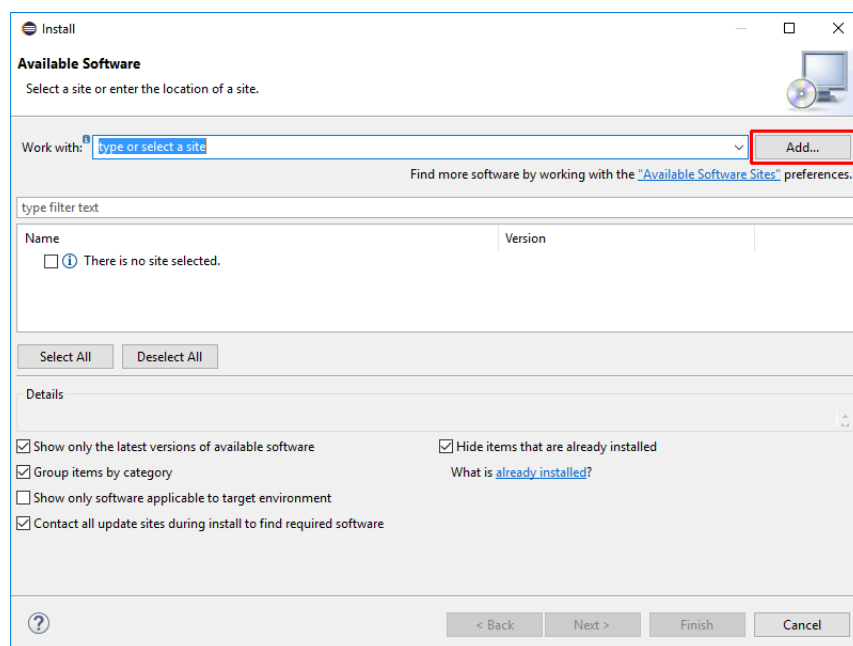 Install
Available Software
Select a site or enter the location of a site.
Work with: type or select a site Add...
Find more software by working with the "Available Software Sites" preferences.
type filter text
Name Version
There is no site selected.
Select All Deselect All
Details
Show only the latest versions of available software Hide items that are already installed
Group items by category What is already installed?
Show only software applicable to target environment
Contact all update sites during install to find required software
? < Back Next > Finish Cancel